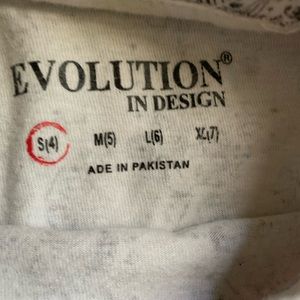 EVOLUTION®
IN DESIGN
S(4) M(5) L(6) XL(7)
ADE IN PAKISTAN